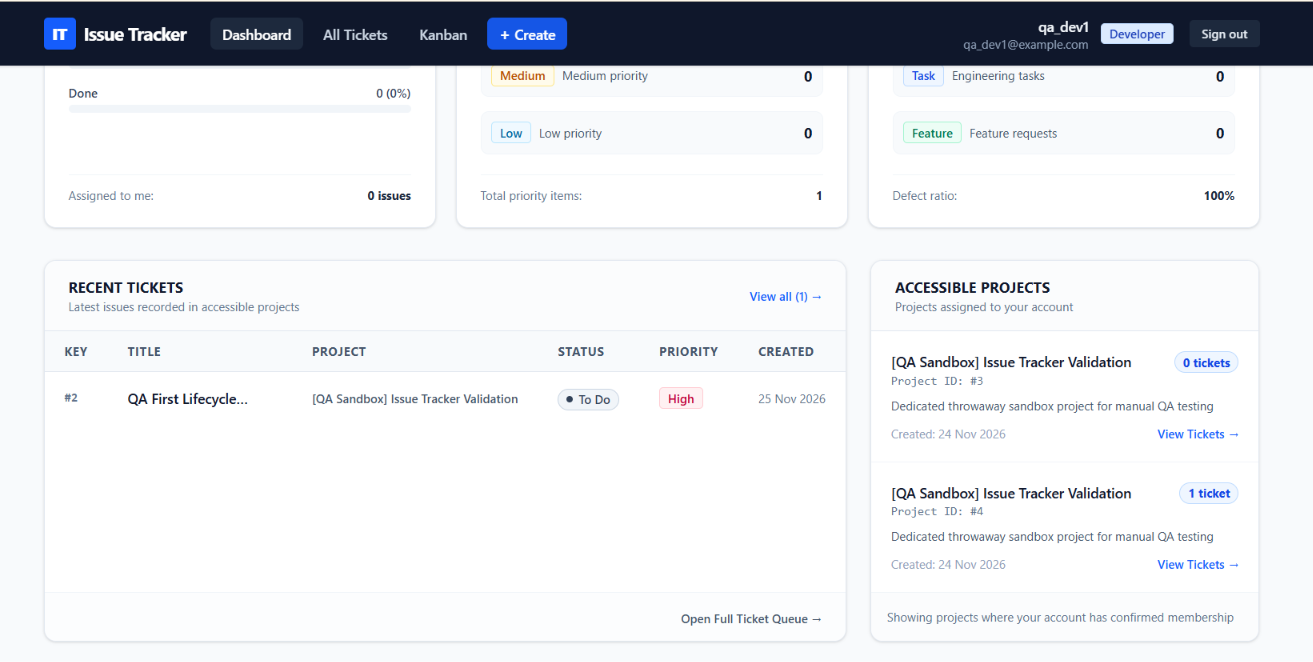 IT Issue Tracker Dashboard All Tickets Kanban + Create qa_dev1 Developer Sign out
qa_dev1@example.com
Done 0 (0%)
Assigned to me: 0 issues
Medium Medium priority 0
Low Low priority 0
Total priority items: 1
Task Engineering tasks 0
Feature Feature requests 0
Defect ratio: 100%
RECENT TICKETS
Latest issues recorded in accessible projects
View all (1) →
KEY TITLE PROJECT STATUS PRIORITY CREATED
#2 QA First Lifecycle... [QA Sandbox] Issue Tracker Validation To Do High 25 Nov 2026
Open Full Ticket Queue →
ACCESSIBLE PROJECTS
Projects assigned to your account
[QA Sandbox] Issue Tracker Validation 0 tickets
Project ID: #3
Dedicated throwaway sandbox project for manual QA testing
Created: 24 Nov 2026 View Tickets →
[QA Sandbox] Issue Tracker Validation 1 ticket
Project ID: #4
Dedicated throwaway sandbox project for manual QA testing
Created: 24 Nov 2026 View Tickets →
Showing projects where your account has confirmed membership